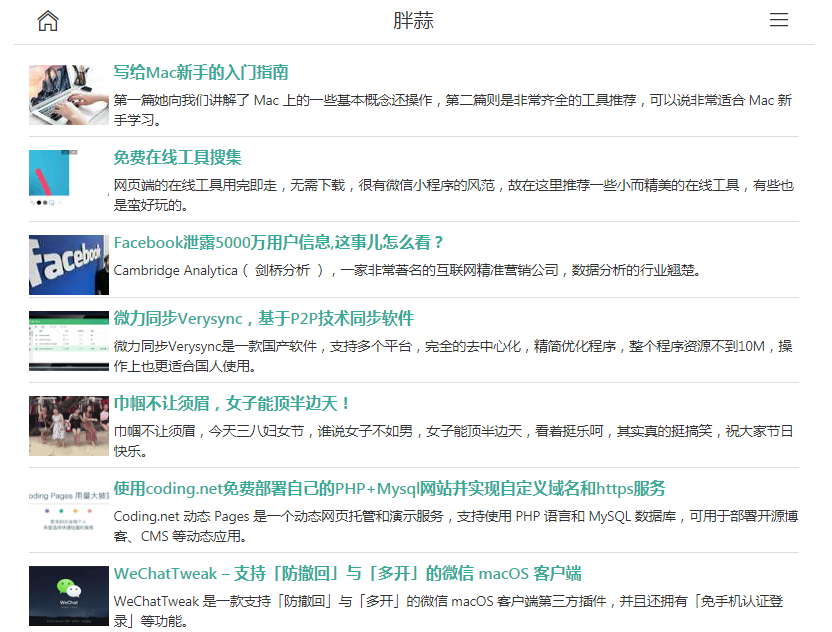 胖蒜
写给Mac新手的入门指南
第一篇她向我们讲解了 Mac 上的一些基本概念还操作，第二篇则是非常齐全的工具推荐，可以说非常适合 Mac 新
手学习。
免费在线工具搜集
网页端的在线工具用完即走，无需下载，很有微信小程序的风范，故在这里推荐一些小而精美的在线工具，有些也
是蛮好玩的。
facebook
Facebook泄露5000万用户信息,这事儿怎么看？
Cambridge Analytica（ 剑桥分析 ），一家非常著名的互联网精准营销公司，数据分析的行业翘楚。
微力同步Verysync，基于P2P技术同步软件
微力同步Verysync是一款国产软件，支持多个平台，完全的去中心化，精简优化程序，整个程序资源不到10M，操
作上也更适合国人使用。
巾帼不让须眉，女子能顶半边天！
巾帼不让须眉，今天三八妇女节，谁说女子不如男，女子能顶半边天，看着挺乐呵，其实真的挺搞笑，祝大家节日
快乐。
oding Pages 用量大披
使用coding.net免费部署自己的PHP+Mysql网站并实现自定义域名和https服务
Coding.net 动态 Pages 是一个动态网页托管和演示服务，支持使用 PHP 语言和 MySQL 数据库，可用于部署开源博
客、CMS 等动态应用。
WeChat
WeChatTweak – 支持「防撤回」与「多开」的微信 macOS 客户端
WeChatTweak 是一款支持「防撤回」与「多开」的微信 macOS 客户端第三方插件，并且还拥有「免手机认证登
录」等功能。